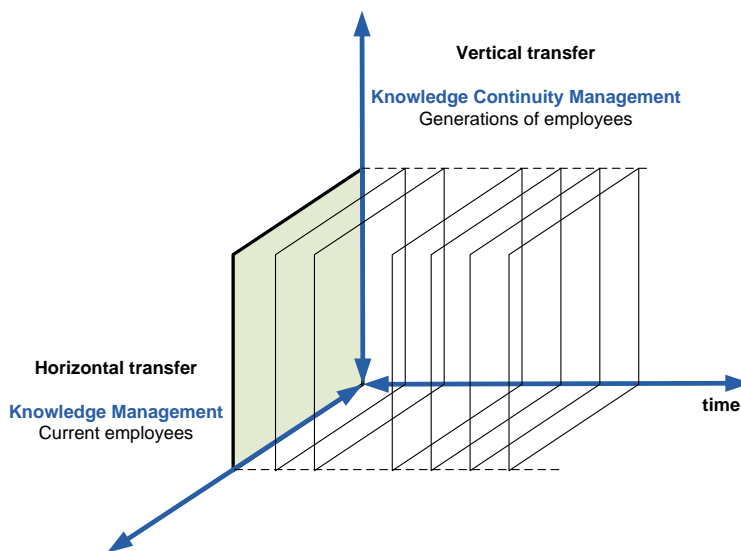 Vertical transfer
Knowledge Continuity Management
Generations of employees
Horizontal transfer
Knowledge Management
Current employees
time